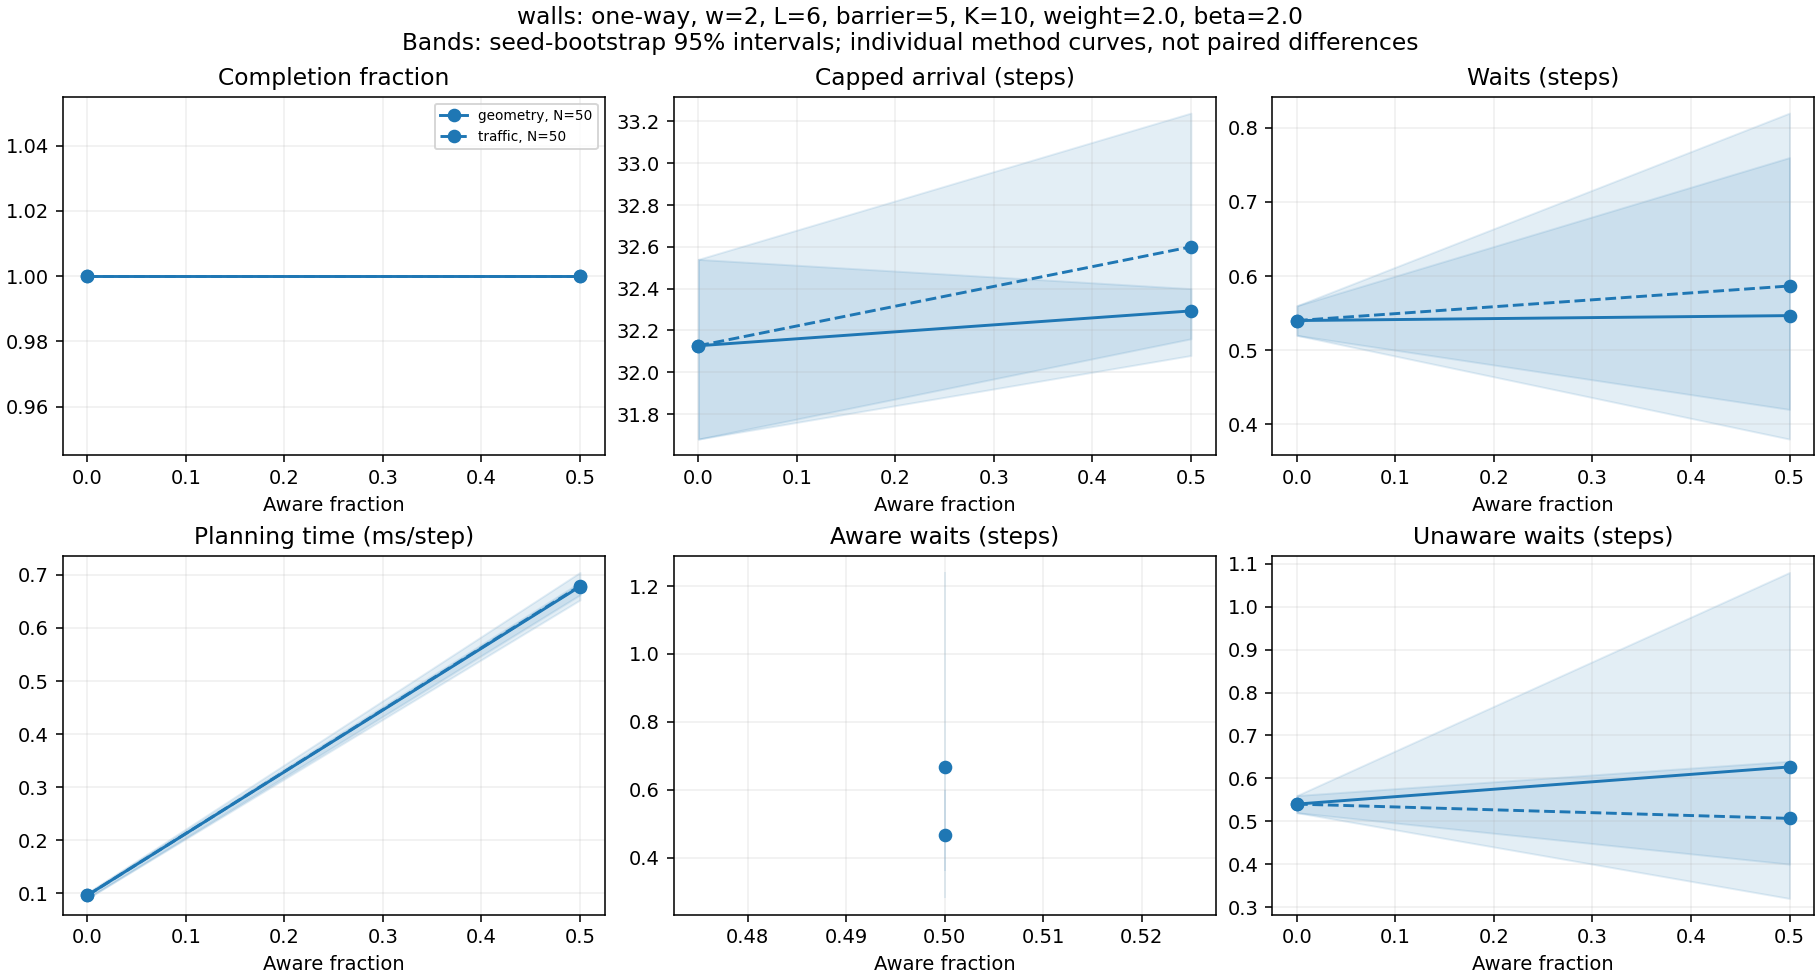 walls: one-way, w=2, L=6, barrier=5, K=10, weight=2.0, beta=2.0
Bands: seed-bootstrap 95% intervals; individual method curves, not paired differences
Completion fraction
geometry, N=50
traffic, N=50
1.04
1.02
1.00
0.98
0.96
0.0 0.1 0.2 0.3 0.4 0.5
Aware fraction
Capped arrival (steps)
33.2
33.0
32.8
32.6
32.4
32.2
32.0
31.8
0.0 0.1 0.2 0.3 0.4 0.5
Aware fraction
Waits (steps)
0.8
0.7
0.6
0.5
0.4
0.0 0.1 0.2 0.3 0.4 0.5
Aware fraction
Planning time (ms/step)
0.7
0.6
0.5
0.4
0.3
0.2
0.1
0.0 0.1 0.2 0.3 0.4 0.5
Aware fraction
Aware waits (steps)
1.2
1.0
0.8
0.6
0.4
0.48 0.49 0.50 0.51 0.52
Aware fraction
Unaware waits (steps)
1.1
1.0
0.9
0.8
0.7
0.6
0.5
0.4
0.3
0.0 0.1 0.2 0.3 0.4 0.5
Aware fraction